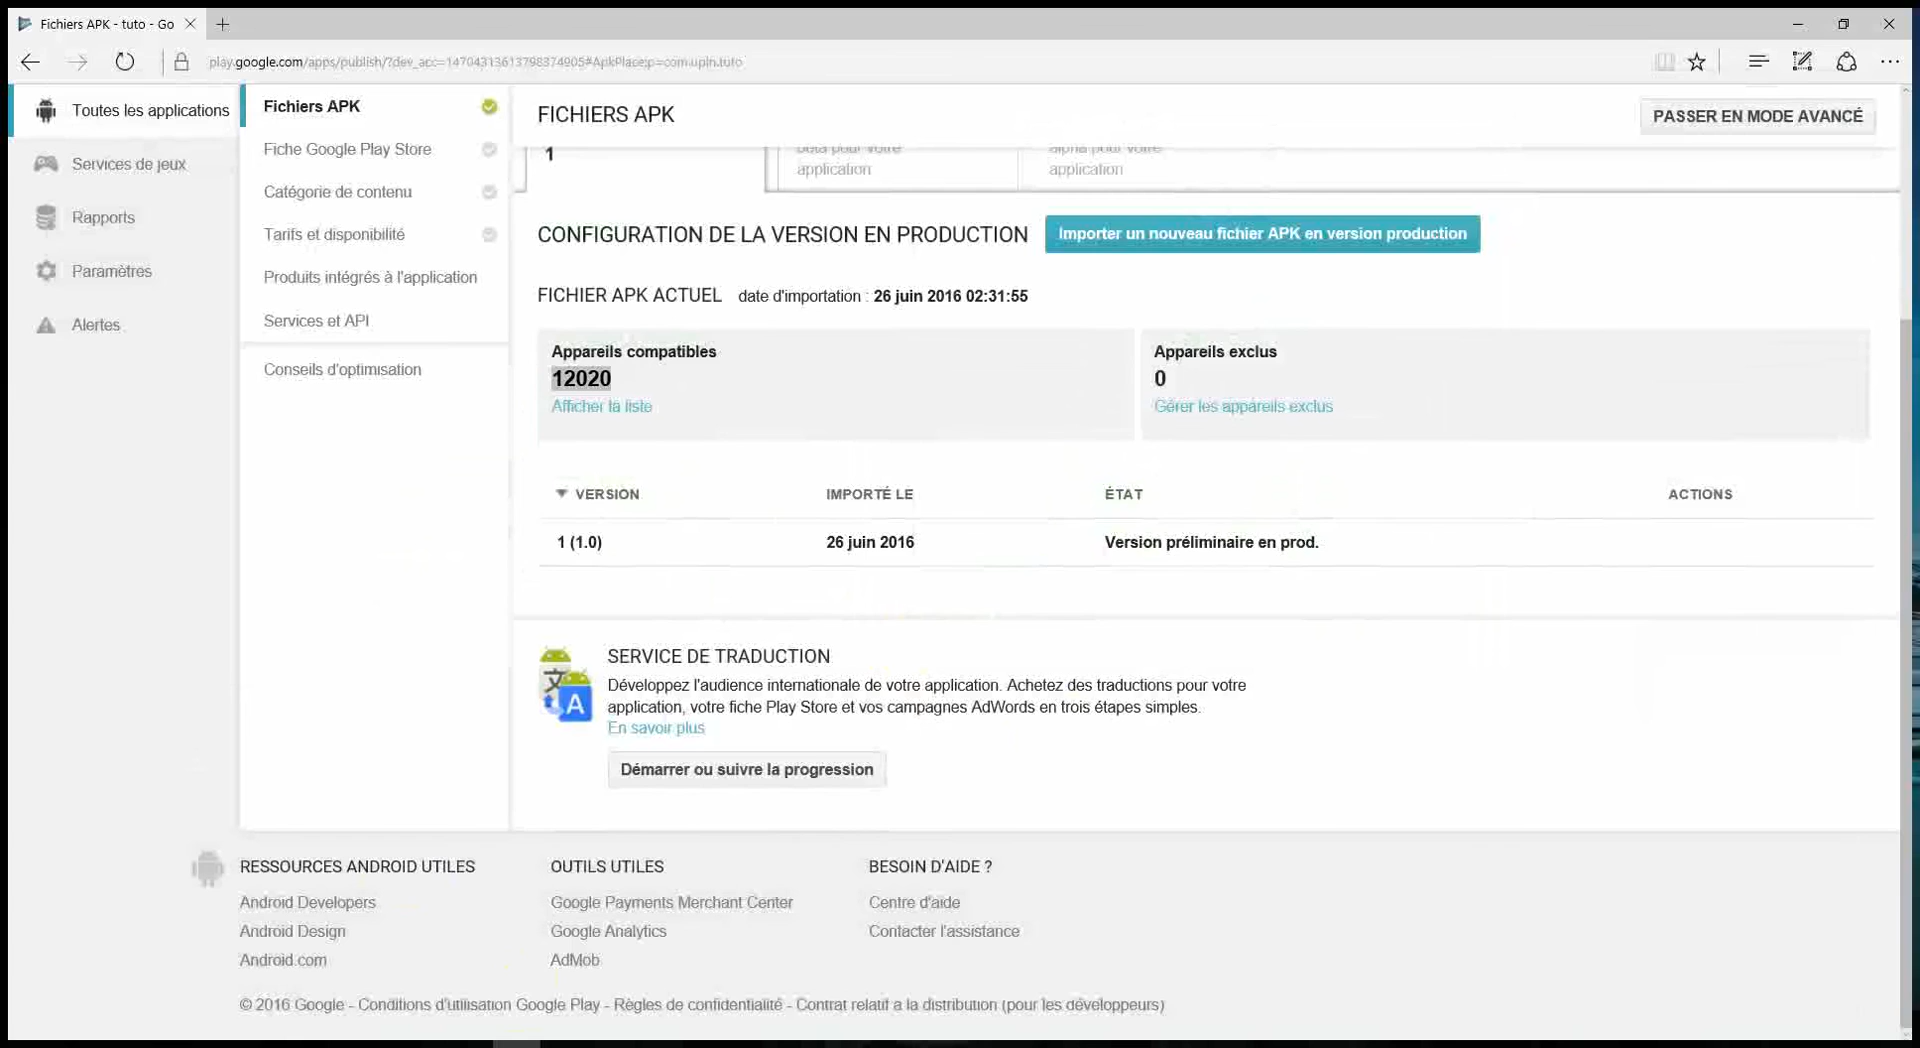 Fichiers APK - tuto - Go
play.google.com/apps/publish/?dev_acc=14704313613798374905#ApkPlace:p=com.upln.tuto
Toutes les applications
Services de jeux
Rapports
Paramètres
Alertes
Fichiers APK
Fiche Google Play Store
Catégorie de contenu
Tarifs et disponibilité
Produits intégrés à l'application
Services et API
Conseils d'optimisation
FICHIERS APK
PASSER EN MODE AVANCÉ
1
bêta pour votre
application
alpha pour votre
application
CONFIGURATION DE LA VERSION EN PRODUCTION
Importer un nouveau fichier APK en version production
FICHIER APK ACTUEL date d'importation : 26 juin 2016 02:31:55
Appareils compatibles
12020
Afficher la liste
Appareils exclus
0
Gérer les appareils exclus
VERSION IMPORTÉ LE ÉTAT ACTIONS
1 (1.0) 26 juin 2016 Version préliminaire en prod.
SERVICE DE TRADUCTION
Développez l'audience internationale de votre application. Achetez des traductions pour votre
application, votre fiche Play Store et vos campagnes AdWords en trois étapes simples.
En savoir plus
Démarrer ou suivre la progression
RESSOURCES ANDROID UTILES
Android Developers
Android Design
Android.com
OUTILS UTILES
Google Payments Merchant Center
Google Analytics
AdMob
BESOIN D'AIDE ?
Centre d'aide
Contacter l'assistance
© 2016 Google - Conditions d'utilisation Google Play - Règles de confidentialité - Contrat relatif à la distribution (pour les développeurs)